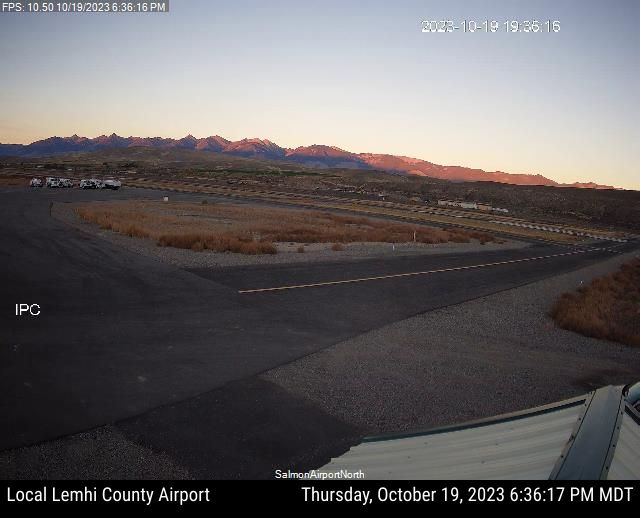 FPS: 10.50 10/19/2023 6:36:16 PM
2023-10-19 19:36:16
IPC
SalmonAirportNorth
Local Lemhi County Airport Thursday, October 19, 2023 6:36:17 PM MDT